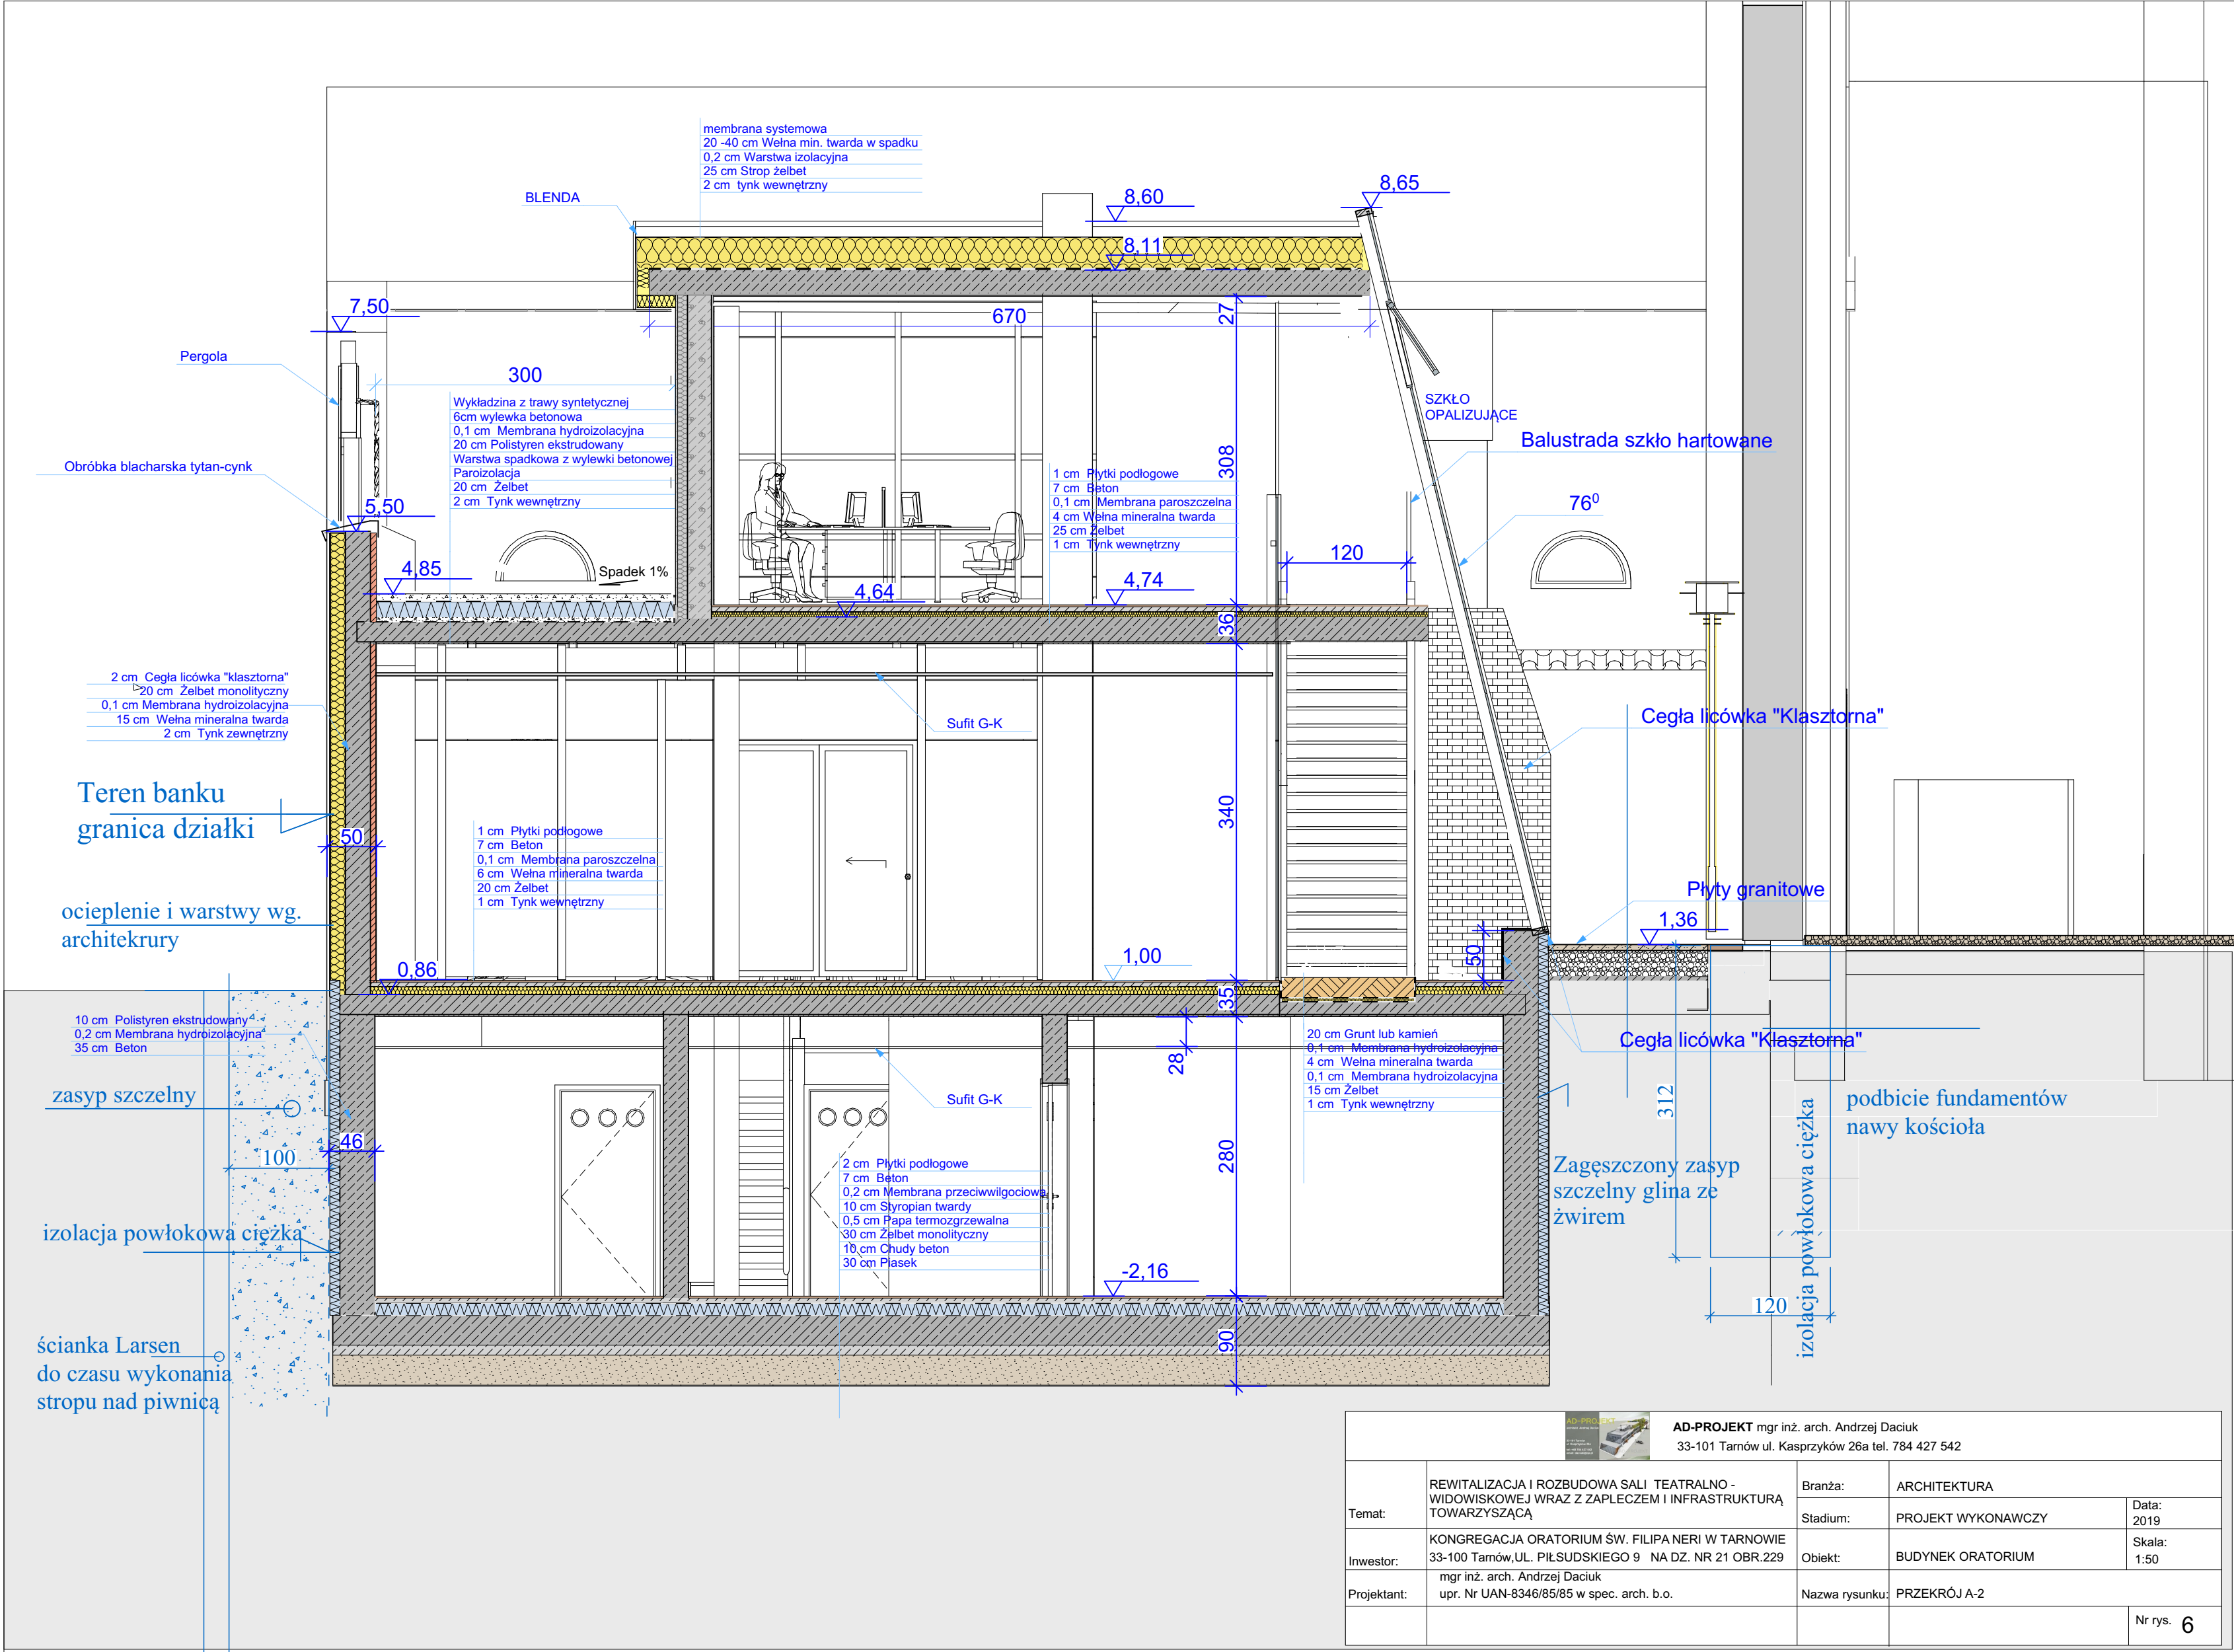 membrana systemowa
20 -40 cm Wełna min. twarda w spadku
0,2 cm Warstwa izolacyjna
25 cm Strop żelbet
2 cm tynk wewnętrzny
BLENDA
8,60
8,65
8,11
7,50
670
27
Pergola
300
Wykładzina z trawy syntetycznej
6cm wylewka betonowa
0,1 cm Membrana hydroizolacyjna
20 cm Polistyren ekstrudowany
Warstwa spadkowa z wylewki betonowej
Paroizolacja
20 cm Żelbet
2 cm Tynk wewnętrzny
SZKŁO
OPALIZUJĄCE
Balustrada szkło hartowane
Obróbka blacharska tytan-cynk
308
1 cm Płytki podłogowe
7 cm Beton
0,1 cm Membrana paroszczelna
4 cm Wełna mineralna twarda
25 cm Żelbet
1 cm Tynk wewnętrzny
76⁰
5,50
120
4,85
Spadek 1%
4,64
4,74
36
2 cm Cegła licówka "klasztorna"
20 cm Żelbet monolityczny
0,1 cm Membrana hydroizolacyjna
15 cm Wełna mineralna twarda
2 cm Tynk zewnętrzny
Sufit G-K
Cegła licówka "Klasztorna"
Teren banku
granica działki
50
340
1 cm Płytki podłogowe
7 cm Beton
0,1 cm Membrana paroszczelna
6 cm Wełna mineralna twarda
20 cm Żelbet
1 cm Tynk wewnętrzny
Płyty granitowe
1,36
ocieplenie i warstwy wg.
architekrury
0,86
1,00
50
35
10 cm Polistyren ekstrudowany
0,2 cm Membrana hydroizolacyjna
35 cm Beton
28
20 cm Grunt lub kamień
0,1 cm Membrana hydroizolacyjna
4 cm Wełna mineralna twarda
0,1 cm Membrana hydroizolacyjna
15 cm Żelbet
1 cm Tynk wewnętrzny
Cegła licówka "Klasztorna"
zasyp szczelny
Sufit G-K
312
podbicie fundamentów
nawy kościoła
46
100
280
2 cm Płytki podłogowe
7 cm Beton
0,2 cm Membrana przeciwwilgociowa
10 cm Styropian twardy
0,5 cm Papa termozgrzewalna
30 cm Żelbet monolityczny
10 cm Chudy beton
30 cm Piasek
Zagęszczony zasyp
szczelny glina ze
żwirem
izolacja powłokowa ciężka
izolacja powłokowa ciężka
-2,16
120
90
ścianka Larsen
do czasu wykonania
stropu nad piwnicą
AD-PROJEKT
AD-PROJEKT mgr inż. arch. Andrzej Daciuk
33-101 Tarnów ul. Kasprzyków 26a tel. 784 427 542
Temat:
REWITALIZACJA I ROZBUDOWA SALI TEATRALNO -
WIDOWISKOWEJ WRAZ Z ZAPLECZEM I INFRASTRUKTURĄ
TOWARZYSZĄCĄ
Branża: ARCHITEKTURA
Stadium: PROJEKT WYKONAWCZY
Data:
2019
Inwestor:
KONGREGACJA ORATORIUM ŚW. FILIPA NERI W TARNOWIE
33-100 Tarnów,UL. PIŁSUDSKIEGO 9 NA DZ. NR 21 OBR.229
Obiekt: BUDYNEK ORATORIUM
Skala:
1:50
Projektant:
mgr inż. arch. Andrzej Daciuk
upr. Nr UAN-8346/85/85 w spec. arch. b.o.
Nazwa rysunku: PRZEKRÓJ A-2
Nr rys. 6